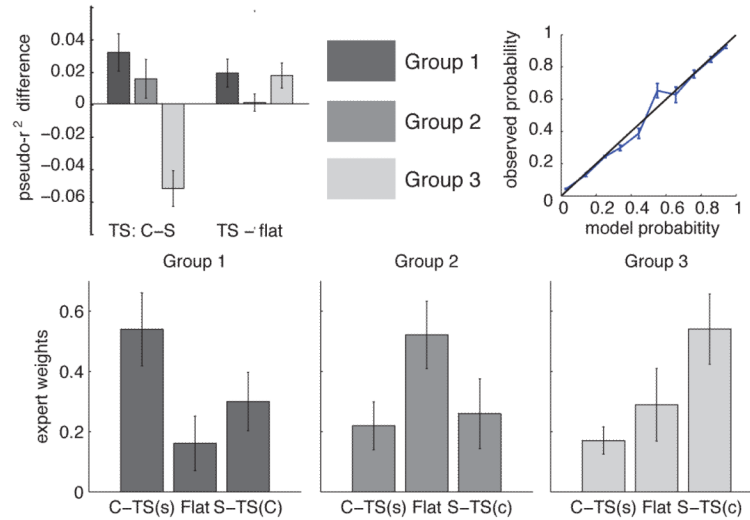 pseudo-r² difference
0.04
0.02
0
−0.02
−0.04
−0.06
TS: C−S
TS − flat
Group 1
Group 2
Group 3
observed probability
1
0.8
0.6
0.4
0.2
0
0 0.2 0.4 0.6 0.8 1
model probabitity
Group 1
Group 2
Group 3
expert weights
0.6
0.4
0.2
0
C−TS(s) Flat S−TS(C)
C−TS(s) Flat S−TS(c)
C−TS(s) Flat S−TS(c)